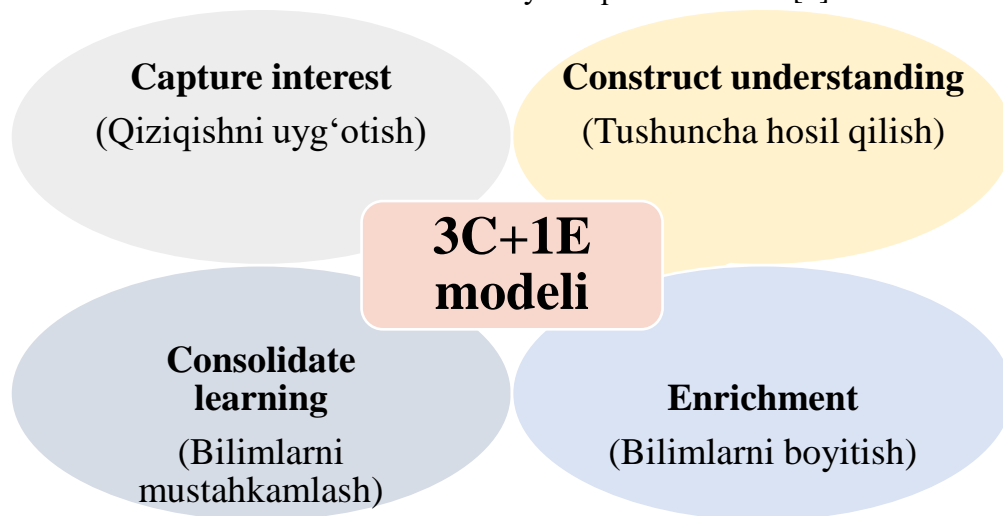 Capture interest
(Qiziqishni uyg‘otish)
Construct understanding
(Tushuncha hosil qilish)
3C+1E
modeli
Consolidate
learning
(Bilimlarni
mustahkamlash)
Enrichment
(Bilimlarni boyitish)